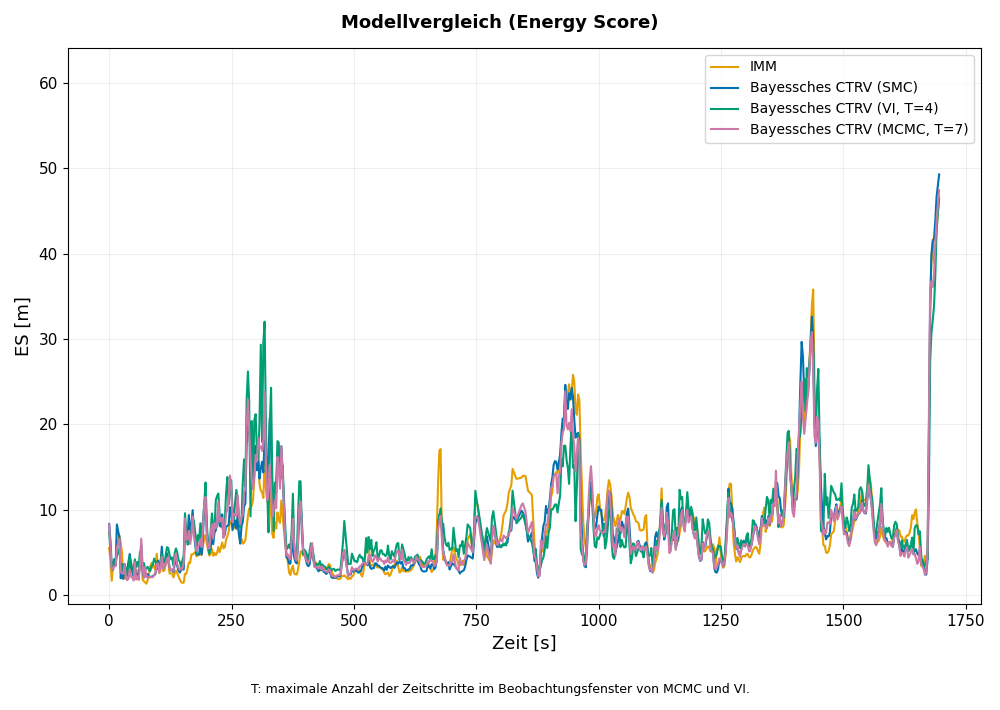 Modellvergleich (Energy Score)
IMM
Bayessches CTRV (SMC)
Bayessches CTRV (VI, T=4)
Bayessches CTRV (MCMC, T=7)
ES [m]
60
50
40
30
20
10
0
0 250 500 750 1000 1250 1500 1750
Zeit [s]
T: maximale Anzahl der Zeitschritte im Beobachtungsfenster von MCMC und VI.